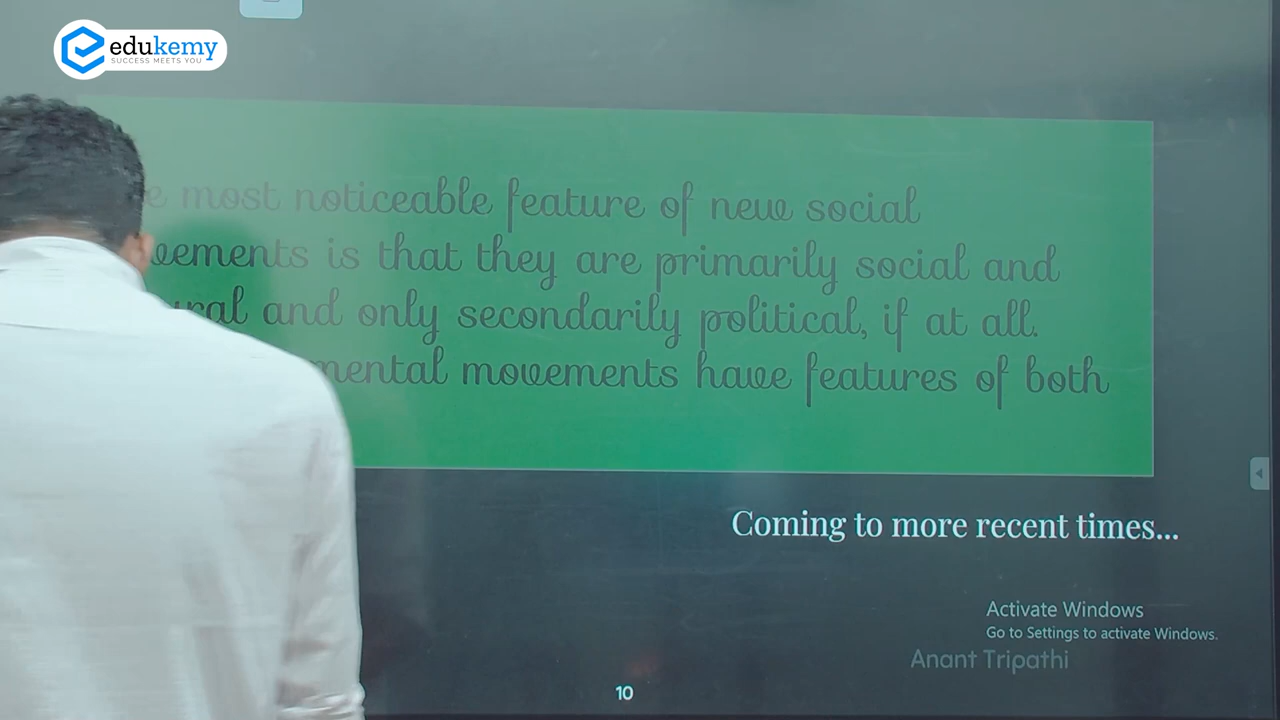 edukemy
SUCCESS MEETS YOU
most noticeable feature of new social
is that they are primarily social and
and only secondarily political, if at all.
movements have features of both
Coming to more recent times...
Activate Windows
Go to Settings to activate Windows.
Anant Tripathi
10